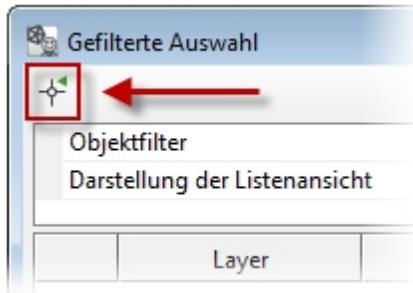 Gefilterte Auswahl
Objektfilter
Darstellung der Listenansicht
Layer